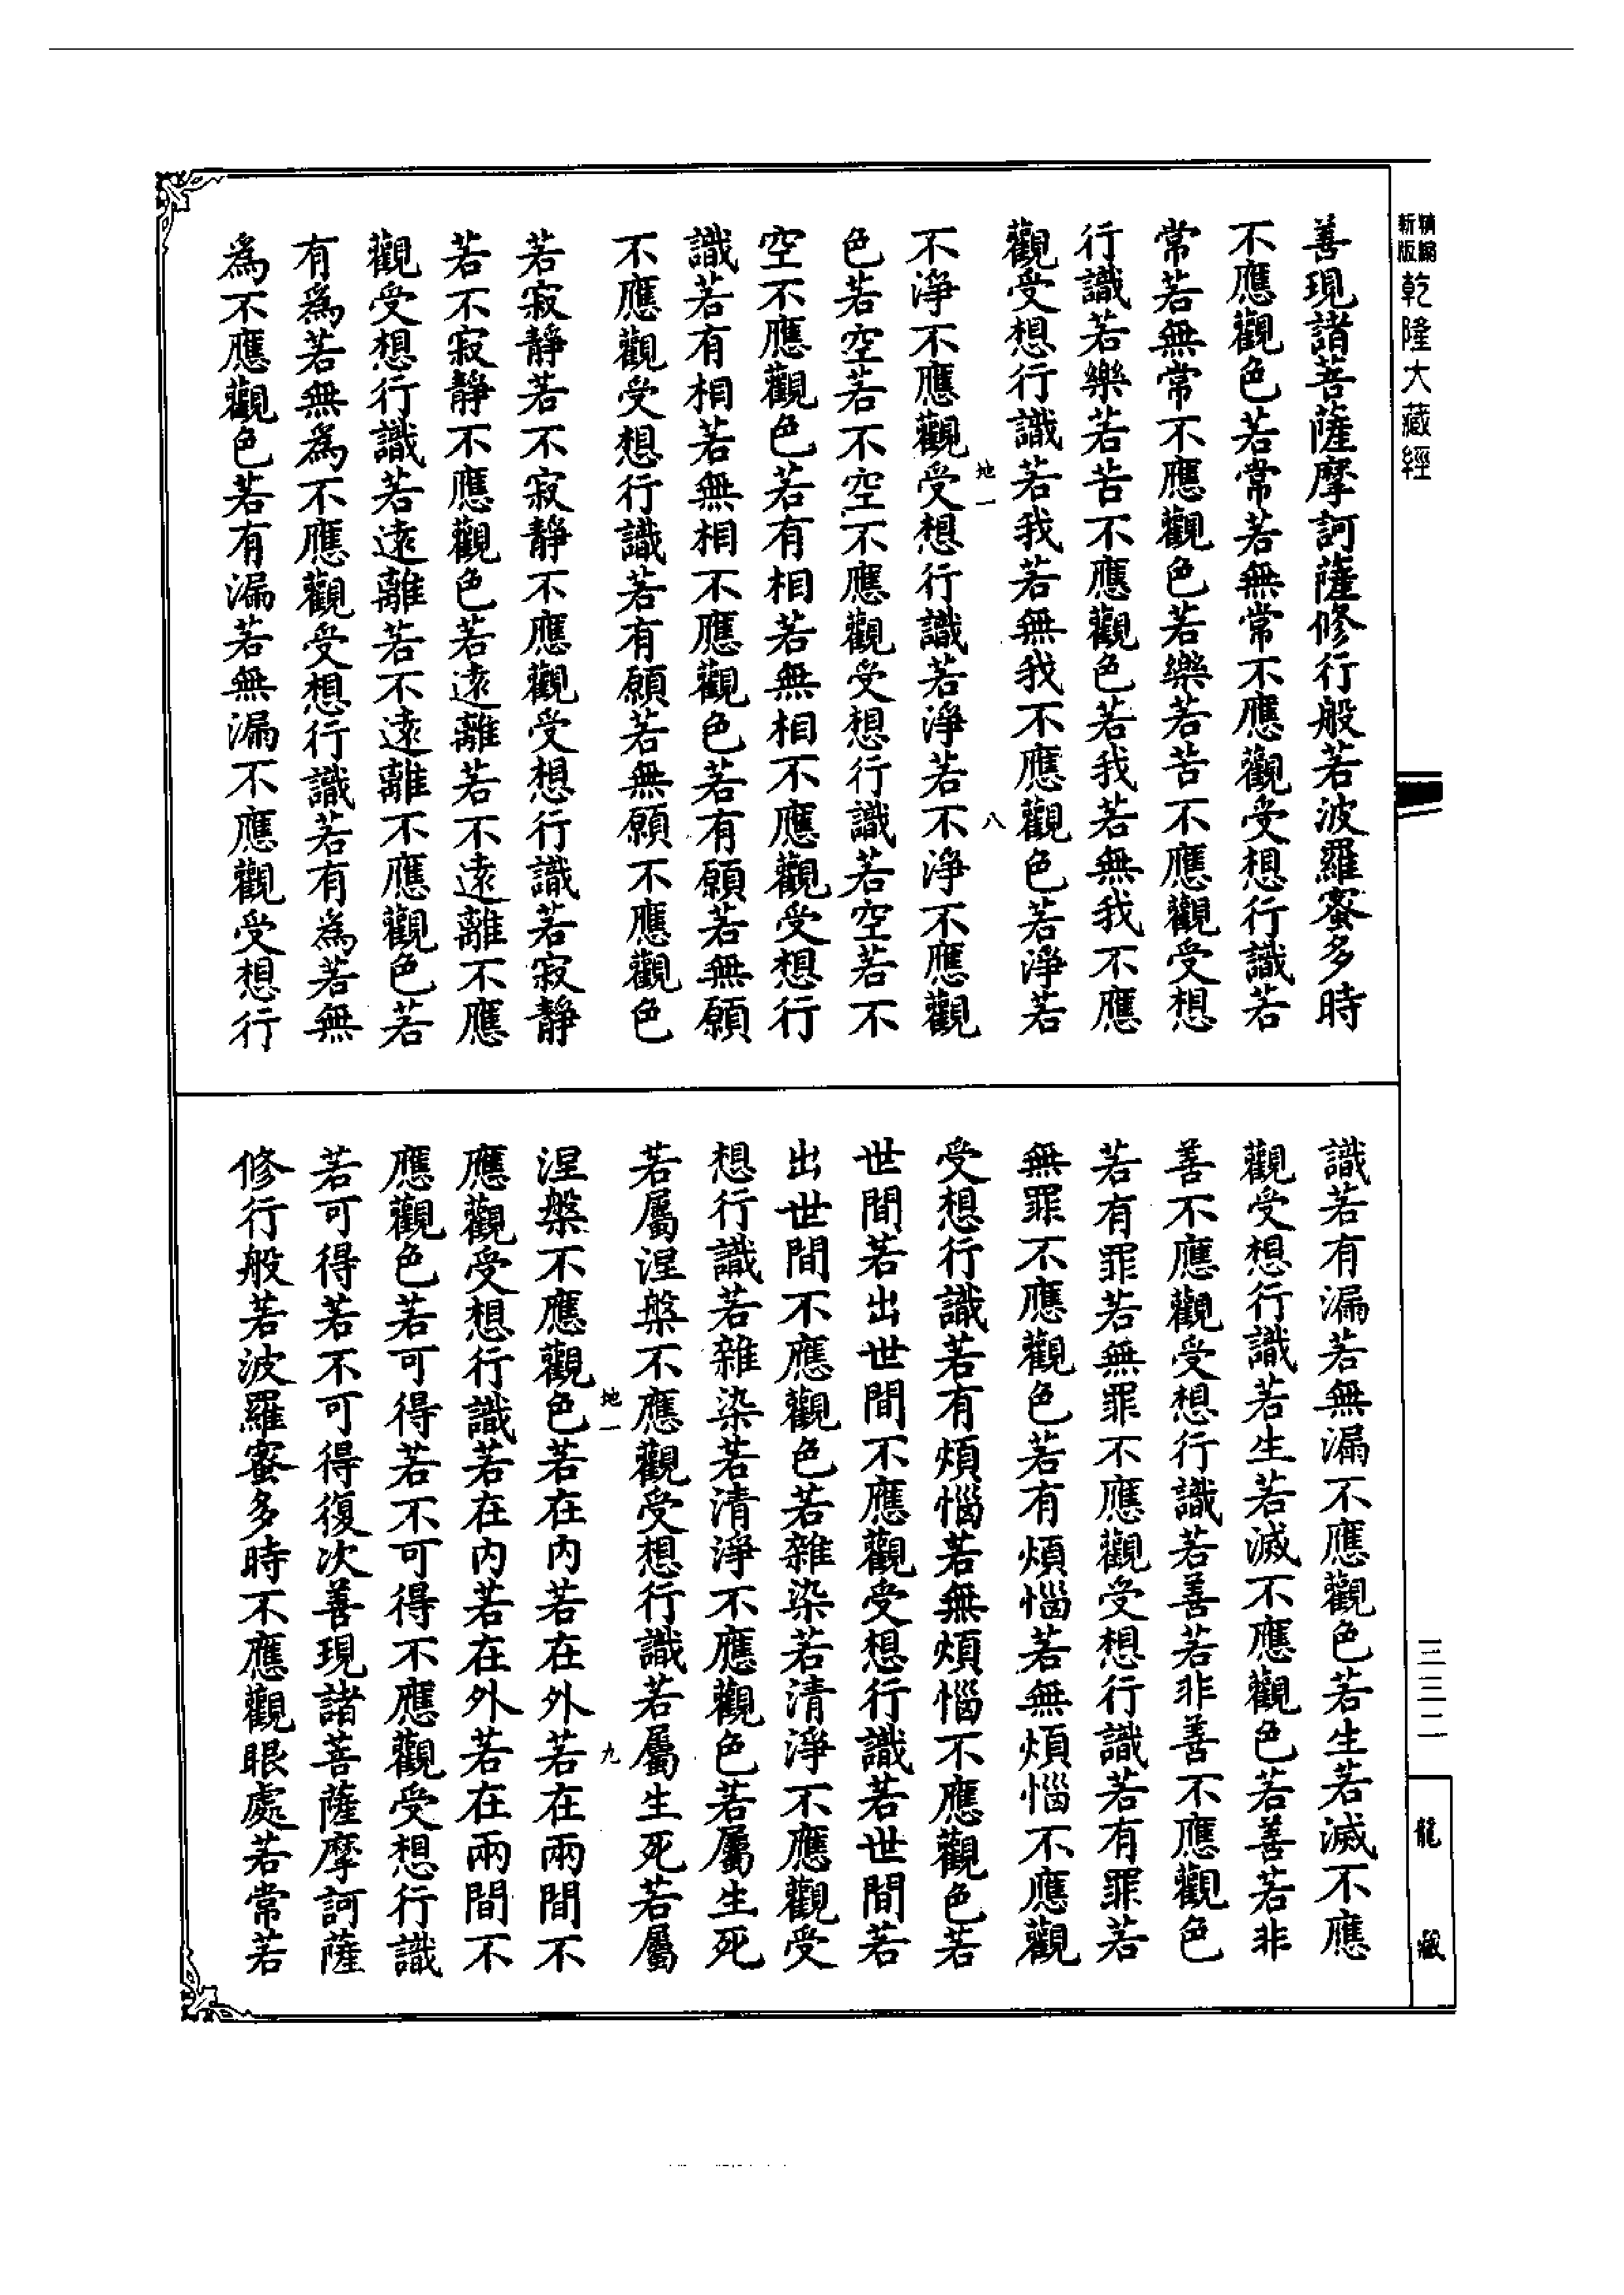 新版精縮乾隆大藏經
善現諸菩薩摩訶薩修行般若波羅蜜多時
不應觀色若常若無常不應觀受想行識若
常若無常不應觀色若樂若苦不應觀受想
行識若樂若苦不應觀色若我若無我不應
觀受想行識若我若無我不應觀色若淨若
地一
八
不淨不應觀受想行識若淨若不淨不應觀
色若空若不空不應觀受想行識若空若不
空不應觀色若有相若無相不應觀受想行
識若有相若無相不應觀色若有願若無願
不應觀受想行識若有願若無願不應觀色
若寂靜若不寂靜不應觀受想行識若寂靜
若不寂靜不應觀色若遠離若不遠離不應
觀受想行識若遠離若不遠離不應觀色若
有為若無為不應觀受想行識若有為若無
為不應觀色若有漏若無漏不應觀受想行
識若有漏若無漏不應觀色若生若滅不應
觀受想行識若生若滅不應觀色若善若非
善不應觀受想行識若善若非善不應觀色
若有罪若無罪不應觀受想行識若有罪若
無罪不應觀色若有煩惱若無煩惱不應觀
受想行識若有煩惱若無煩惱不應觀色若
世間若出世間不應觀受想行識若世間若
出世間不應觀色若雜染若清淨不應觀受
想行識若雜染若清淨不應觀色若屬生死
若屬涅槃不應觀受想行識若屬生死若屬
地一
九
涅槃不應觀色若在內若在外若在兩間不
應觀受想行識若在內若在外若在兩間不
應觀色若可得若不可得不應觀受想行識
若可得若不可得復次善現諸菩薩摩訶薩
修行般若波羅蜜多時不應觀眼處若常若
三三二
龍藏